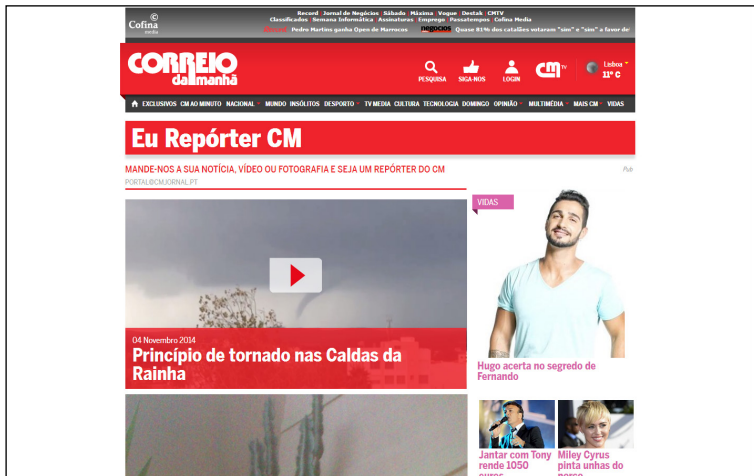 ©
Cofina
media
Record Jornal de Negócios Sábado Máxima Vogue Destak CMTV
Classificados Semana Informática Assinaturas Emprego Passatempos Cofina Media
Record Pedro Martins ganha Open de Marrocos negócios Quase 81% dos catalães votaram "sim" e "sim" a favor de
CORREIO
da manhã
PESQUISA SIGA-NOS LOGIN CM TV Lisboa
11º C
EXCLUSIVOS CM AO MINUTO NACIONAL MUNDO INSÓLITOS DESPORTO TV MEDIA CULTURA TECNOLOGIA DOMINGO OPINIÃO MULTIMÉDIA MAIS CM VIDAS
Eu Repórter CM
MANDE-NOS A SUA NOTÍCIA, VÍDEO OU FOTOGRAFIA E SEJA UM REPÓRTER DO CM
PORTAL@CMJORNAL.PT
Pub
04 Novembro 2014
Princípio de tornado nas Caldas da
Rainha
VIDAS
Hugo acerta no segredo de
Fernando
Jantar com Tony
rende 1050
euros
Miley Cyrus
pinta unhas do
porco